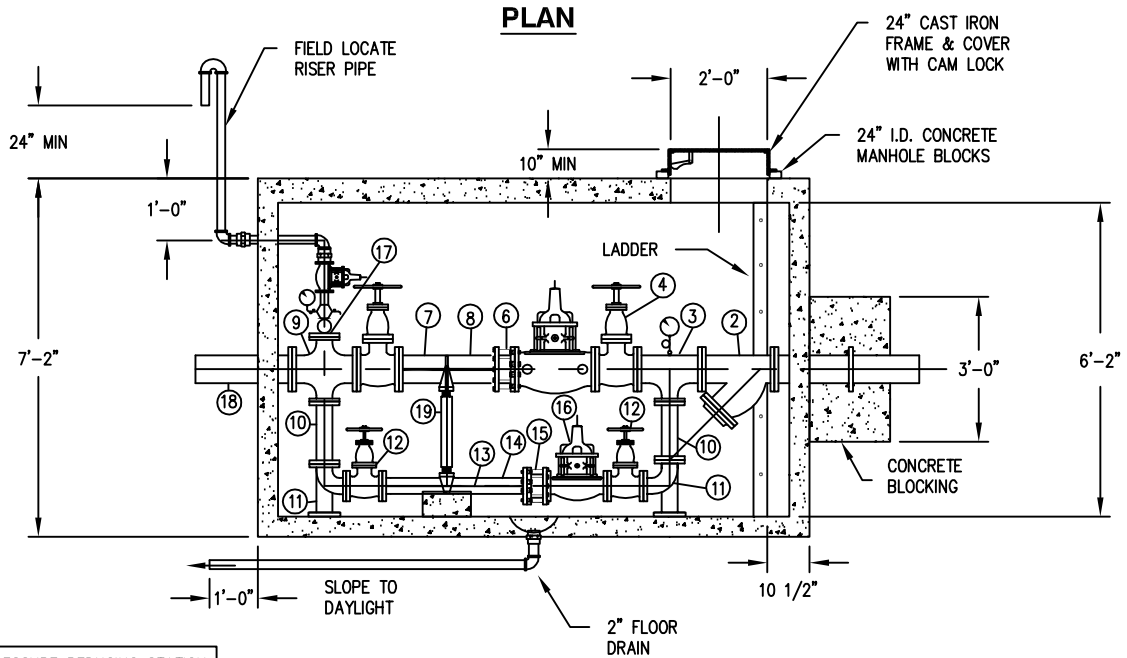 PLAN
FIELD LOCATE
RISER PIPE
24" CAST IRON
FRAME & COVER
WITH CAM LOCK
2'-0"
24" MIN
10" MIN
24" I.D. CONCRETE
MANHOLE BLOCKS
1'-0"
LADDER
17
4
9
7
8
6
3
2
7'-2"
6'-2"
3'-0"
18
10
12
19
16
12
15
14
13
10
11
11
CONCRETE
BLOCKING
1'-0"
SLOPE TO
DAYLIGHT
10 1/2"
2" FLOOR
DRAIN